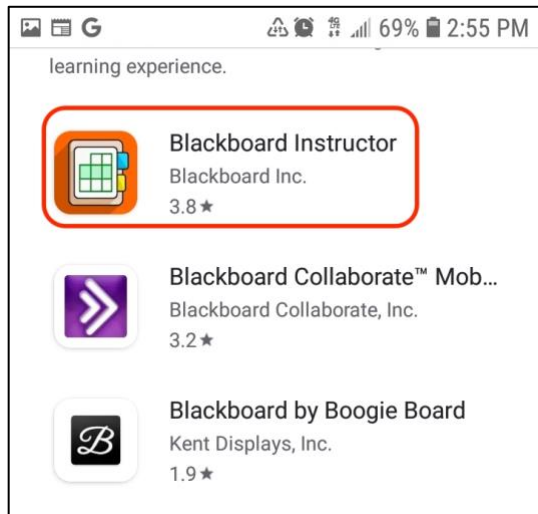 G 4G 69% 2:55 PM
learning experience.
Blackboard Instructor
Blackboard Inc.
3.8★
Blackboard Collaborate™ Mob...
Blackboard Collaborate, Inc.
3.2★
B
Blackboard by Boogie Board
Kent Displays, Inc.
1.9★